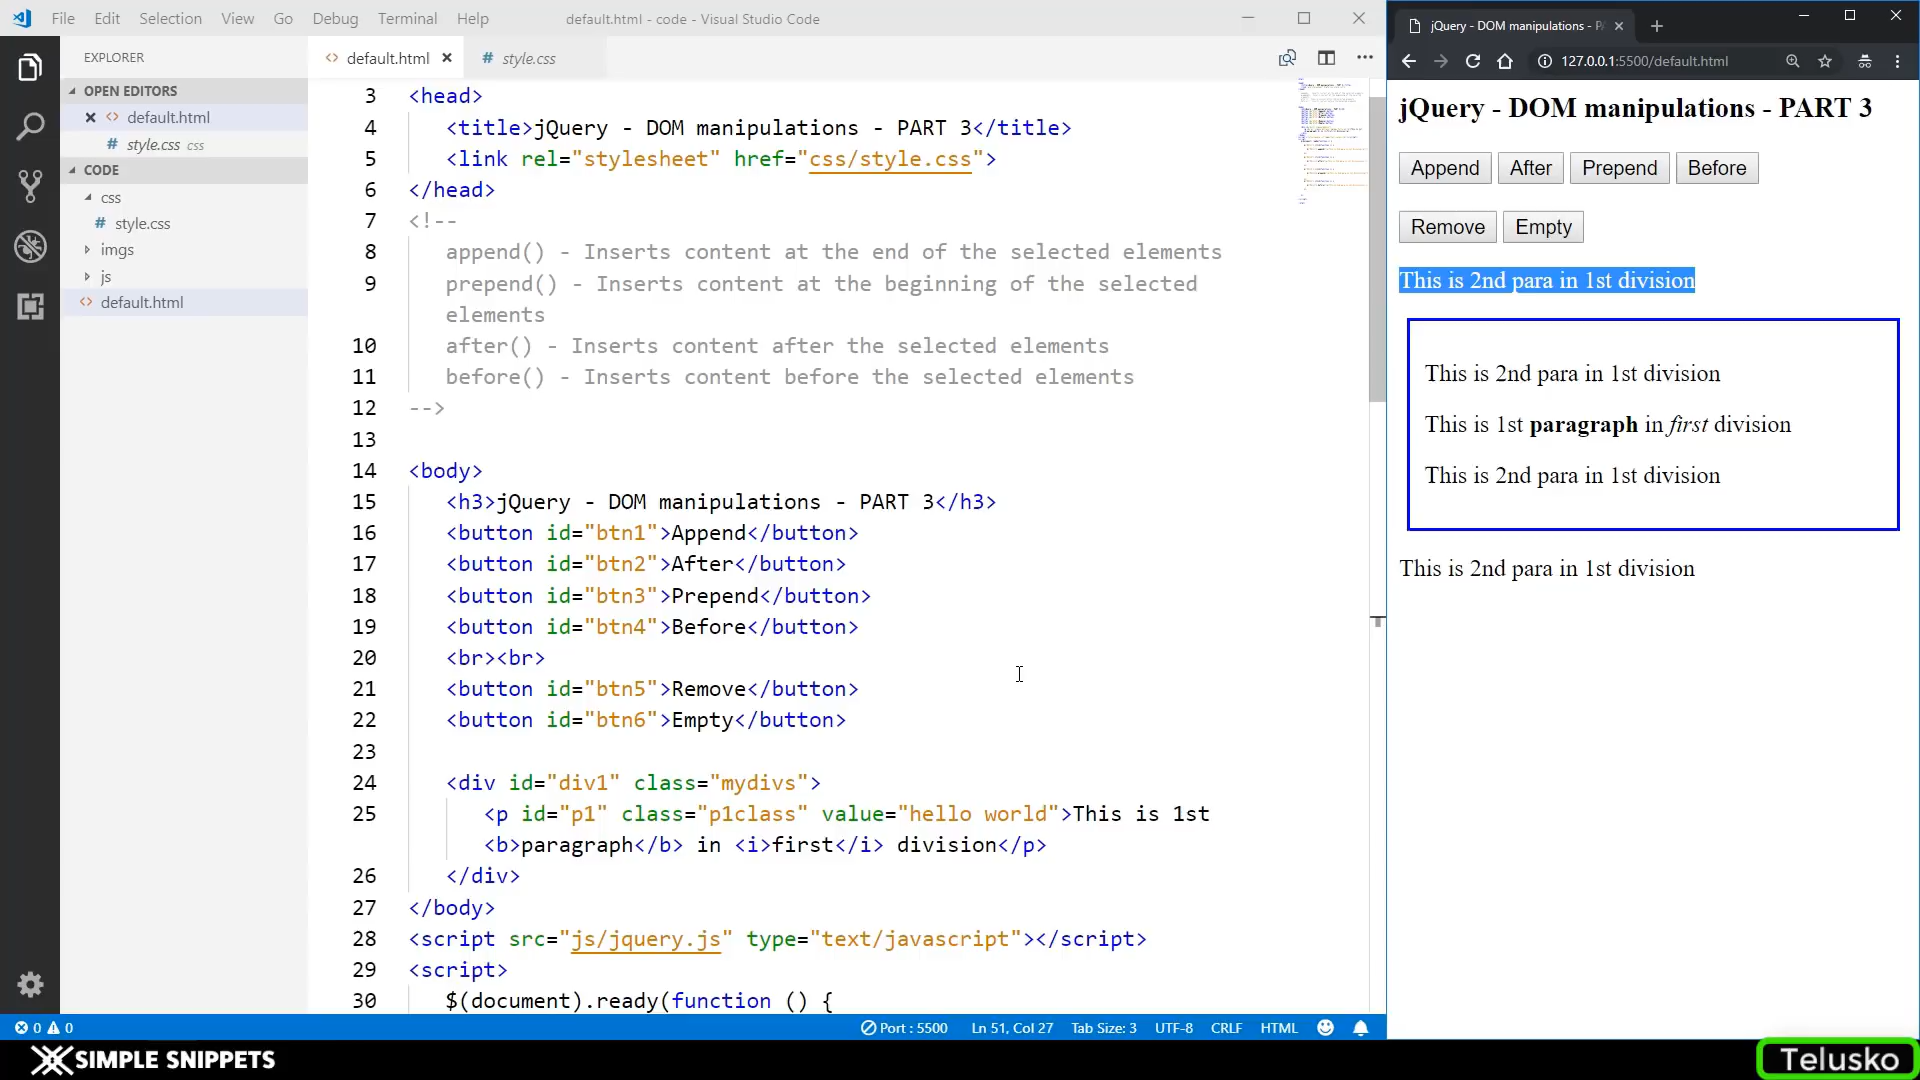 File Edit Selection View Go Debug Terminal Help default.html - code - Visual Studio Code
EXPLORER
OPEN EDITORS
default.html
style.css css
CODE
css
style.css
imgs
js
default.html
default.html style.css
3 <head>
4 <title>jQuery - DOM manipulations - PART 3</title>
5 <link rel="stylesheet" href="css/style.css">
6 </head>
7 <!--
8 append() - Inserts content at the end of the selected elements
9 prepend() - Inserts content at the beginning of the selected
elements
10 after() - Inserts content after the selected elements
11 before() - Inserts content before the selected elements
12 -->
13
14 <body>
15 <h3>jQuery - DOM manipulations - PART 3</h3>
16 <button id="btn1">Append</button>
17 <button id="btn2">After</button>
18 <button id="btn3">Prepend</button>
19 <button id="btn4">Before</button>
20 <br><br>
21 <button id="btn5">Remove</button>
22 <button id="btn6">Empty</button>
23
24 <div id="div1" class="mydivs">
25 <p id="p1" class="p1class" value="hello world">This is 1st
<b>paragraph</b> in <i>first</i> division</p>
26 </div>
27 </body>
28 <script src="js/jquery.js" type="text/javascript"></script>
29 <script>
30 $(document).ready(function () {
0 0 Port : 5500 Ln 51, Col 27 Tab Size: 3 UTF-8 CRLF HTML
jQuery - DOM manipulations - P
127.0.0.1:5500/default.html
jQuery - DOM manipulations - PART 3
Append After Prepend Before
Remove Empty
This is 2nd para in 1st division
This is 2nd para in 1st division
This is 1st paragraph in first division
This is 2nd para in 1st division
This is 2nd para in 1st division
SIMPLE SNIPPETS
Telusko